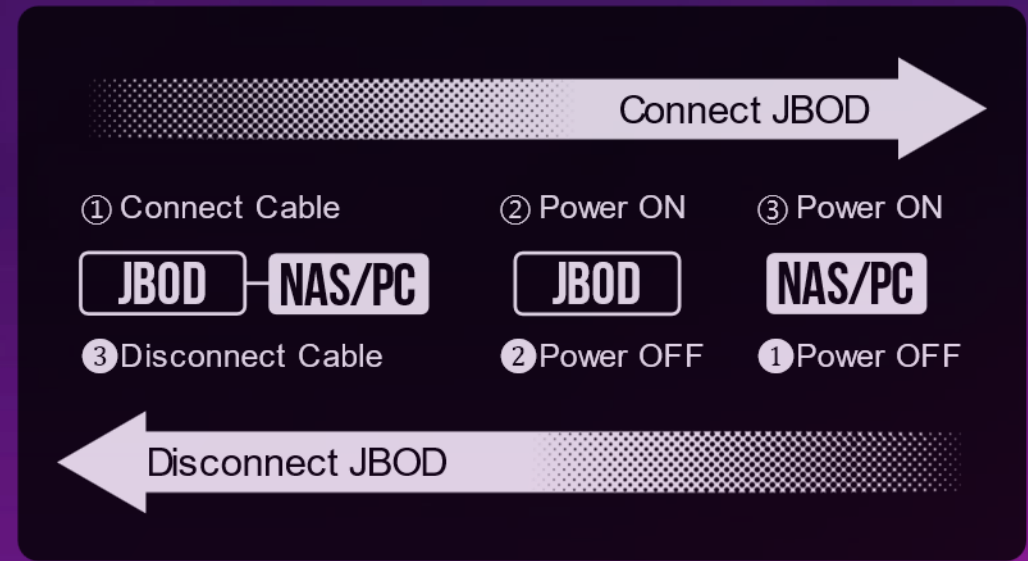 Connect JBOD
① Connect Cable ② Power ON ③ Power ON
JBOD NAS/PC JBOD NAS/PC
❸Disconnect Cable ❷Power OFF ❶Power OFF
Disconnect JBOD